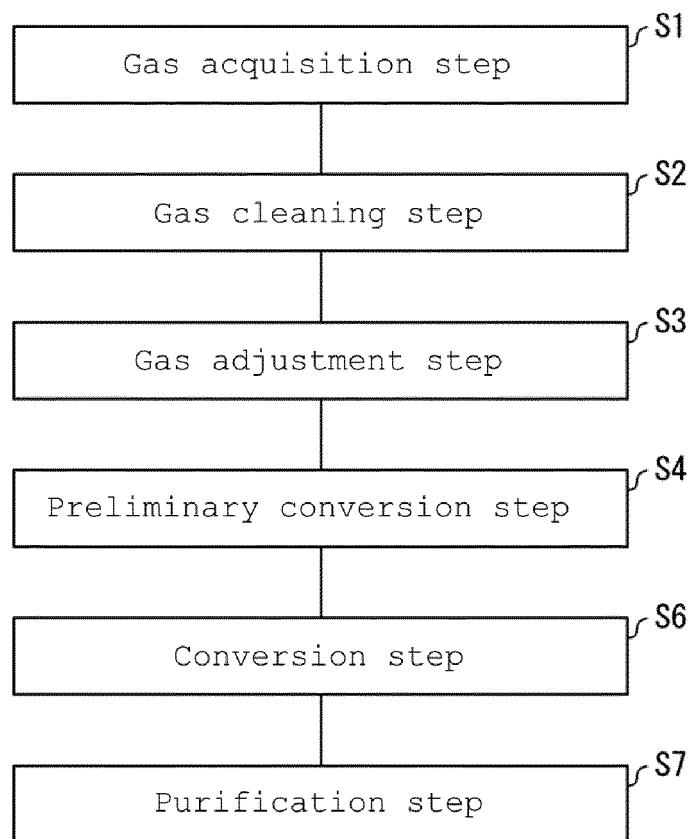 S1
Gas acquisition step
S2
Gas cleaning step
S3
Gas adjustment step
S4
Preliminary conversion step
S6
Conversion step
S7
Purification step